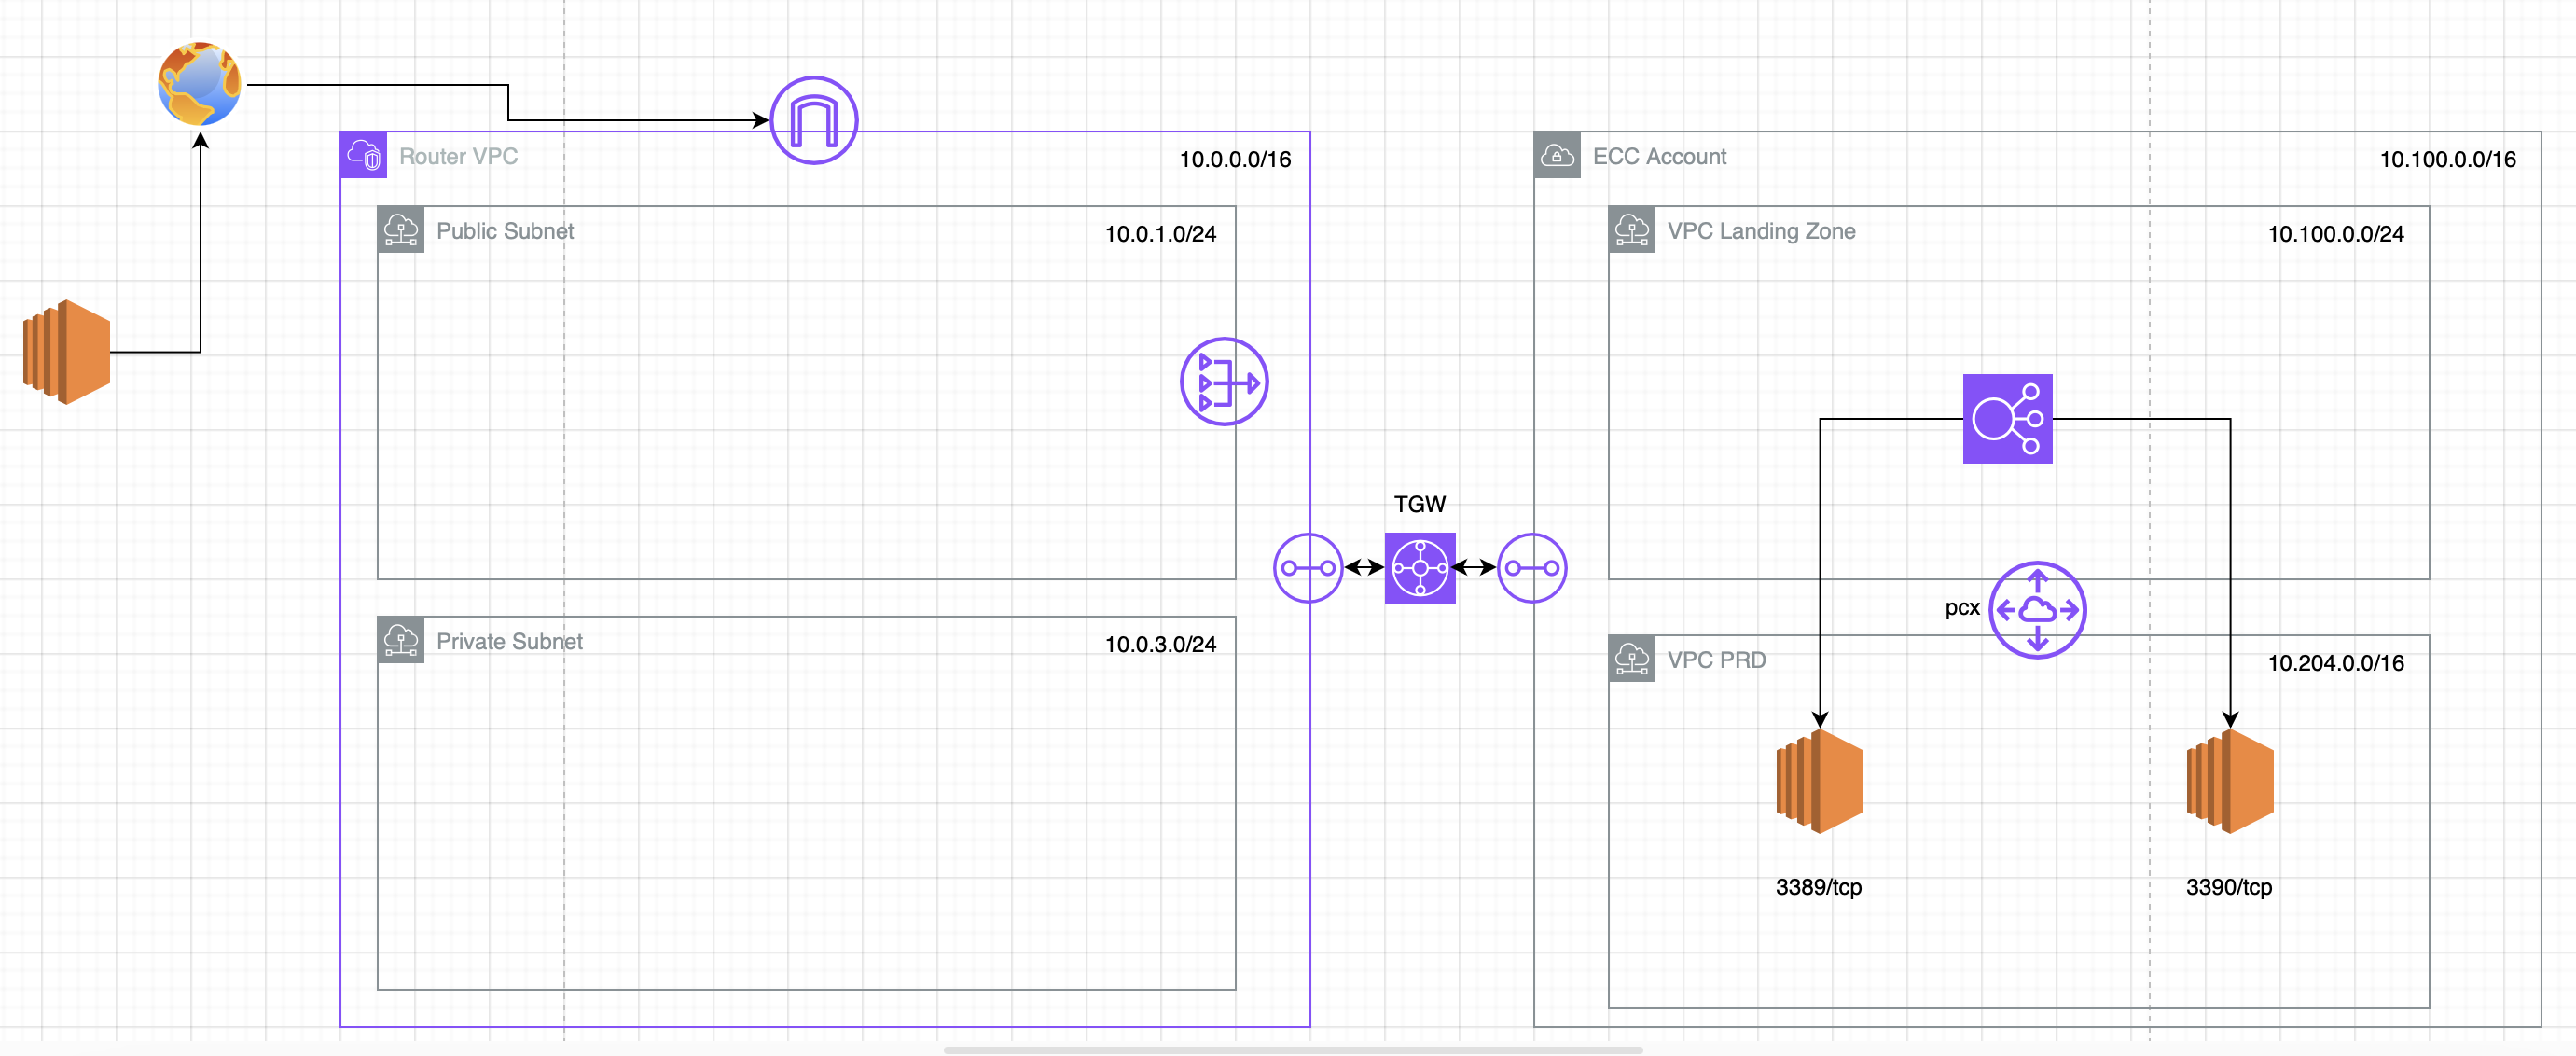 Router VPC
10.0.0.0/16
Public Subnet
10.0.1.0/24
Private Subnet
10.0.3.0/24
TGW
ECC Account
10.100.0.0/16
VPC Landing Zone
10.100.0.0/24
pcx
VPC PRD
10.204.0.0/16
3389/tcp
3390/tcp